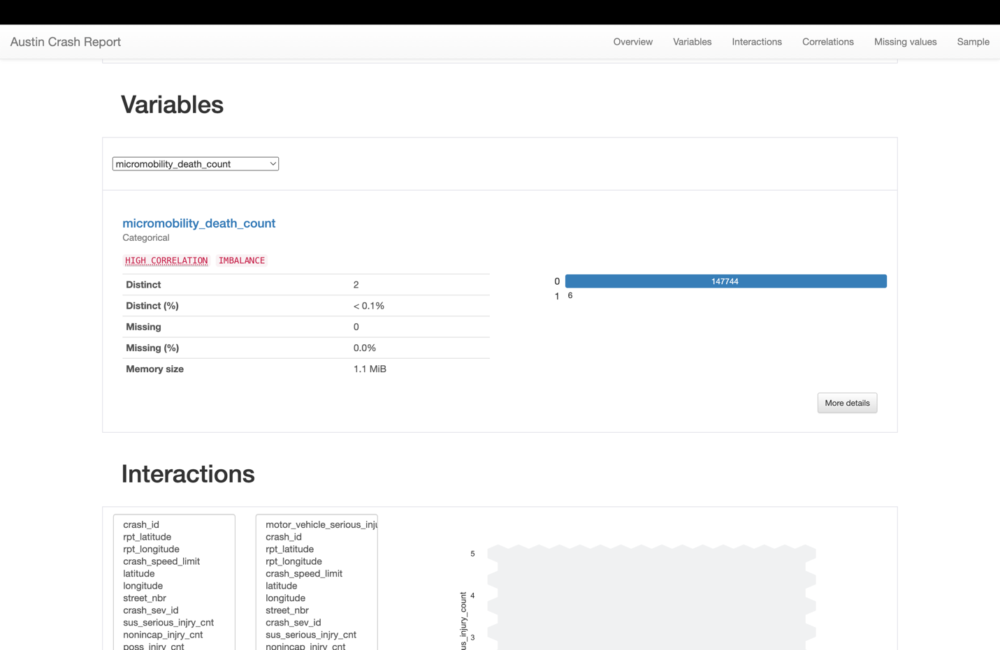 Austin Crash Report
Overview Variables Interactions Correlations Missing values Sample
Variables
micromobility_death_count
micromobility_death_count
Categorical
HIGH CORRELATION IMBALANCE
Distinct 2
Distinct (%) < 0.1%
Missing 0
Missing (%) 0.0%
Memory size 1.1 MiB
0 147744
1 6
More details
Interactions
crash_id
rpt_latitude
rpt_longitude
crash_speed_limit
latitude
longitude
street_nbr
crash_sev_id
sus_serious_injry_cnt
nonincap_injry_cnt
poss_injry_cnt
motor_vehicle_serious_inju
crash_id
rpt_latitude
rpt_longitude
crash_speed_limit
latitude
longitude
street_nbr
crash_sev_id
sus_serious_injry_cnt
nonincap_injry_cnt
5
4
3
us_injury_count